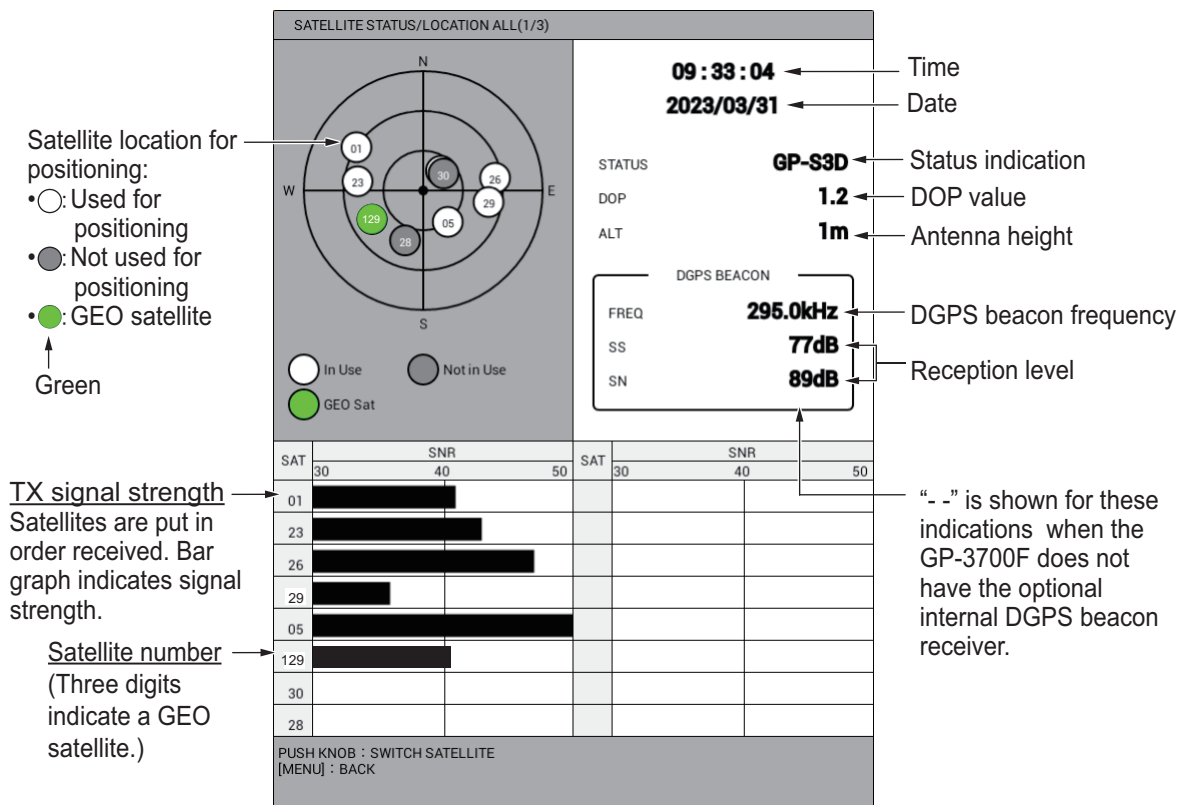 SATELLITE STATUS/LOCATION ALL(1/3)
N
W
E
S
01
23
30
26
29
129
05
28
In Use
Not in Use
GEO Sat
09 : 33 : 04
2023/03/31
STATUS GP-S3D
DOP 1.2
ALT 1m
DGPS BEACON
FREQ 295.0kHz
SS 77dB
SN 89dB
Time
Date
Status indication
DOP value
Antenna height
DGPS beacon frequency
Reception level
Satellite location for
positioning:
•: Used for
positioning
•: Not used for
positioning
•: GEO satellite
Green
SAT SNR SAT SNR
30 40 50 30 40 50
01
23
26
29
05
129
30
28
TX signal strength
Satellites are put in
order received. Bar
graph indicates signal
strength.
Satellite number
(Three digits
indicate a GEO
satellite.)
“- -” is shown for these
indications when the
GP-3700F does not
have the optional
internal DGPS beacon
receiver.
PUSH KNOB : SWITCH SATELLITE
[MENU] : BACK